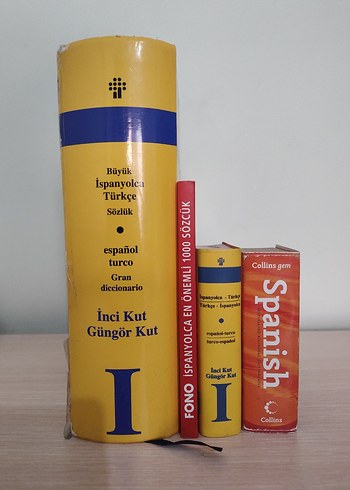 Büyük
İspanyolca
Türkçe
Sözlük
español
turco
Gran
diccionario
İnci Kut
Güngör Kut
I
FONO İSPANYOLCA EN ÖNEMLİ 1000 SÖZCÜK
İspanyolca - Türkçe
Türkçe - İspanyolca
español-turco
turco-español
İnci Kut
Güngör Kut
I
Collins gem
Spanish
Collins